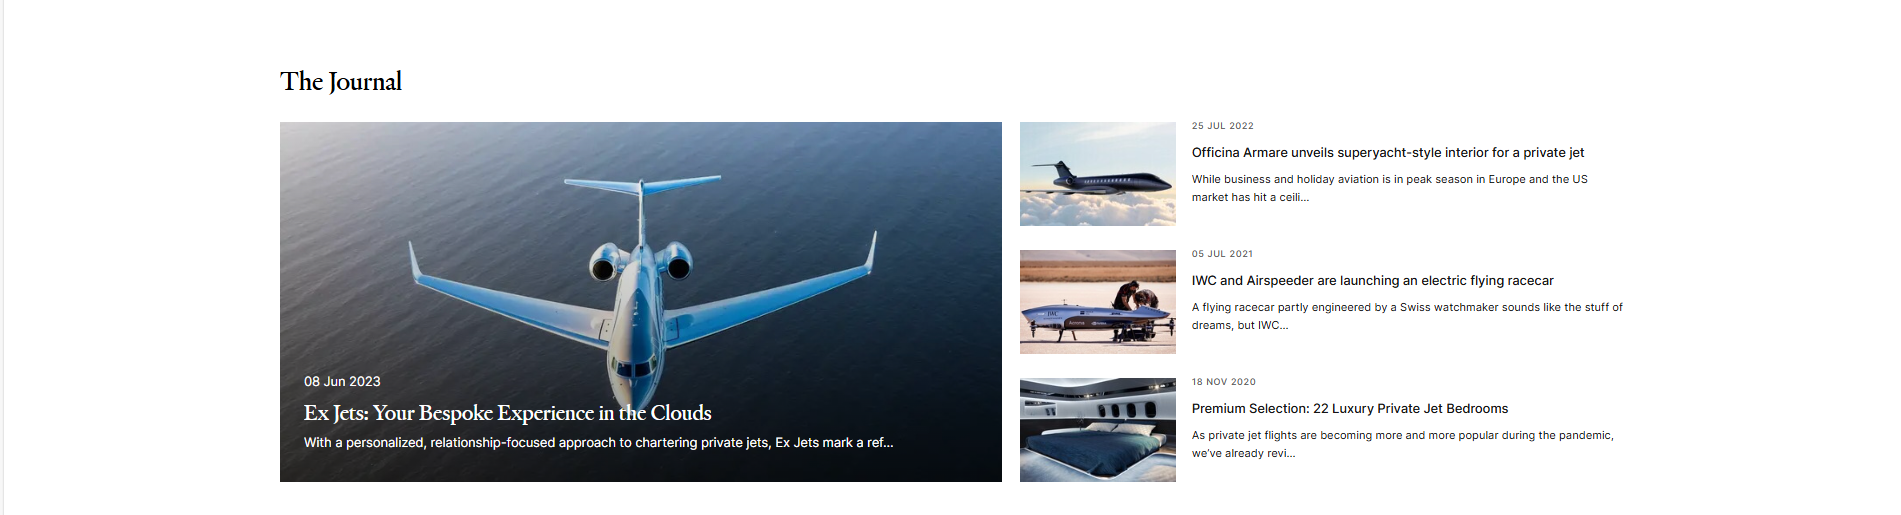 The Journal
08 Jun 2023
Ex Jets: Your Bespoke Experience in the Clouds
With a personalized, relationship-focused approach to chartering private jets, Ex Jets mark a ref...
25 JUL 2022
Officina Armare unveils superyacht-style interior for a private jet
While business and holiday aviation is in peak season in Europe and the US
market has hit a ceili...
05 JUL 2021
IWC and Airspeeder are launching an electric flying racecar
A flying racecar partly engineered by a Swiss watchmaker sounds like the stuff of
dreams, but IWC...
IWC
18 NOV 2020
Premium Selection: 22 Luxury Private Jet Bedrooms
As private jet flights are becoming more and more popular during the pandemic,
we've already revi...